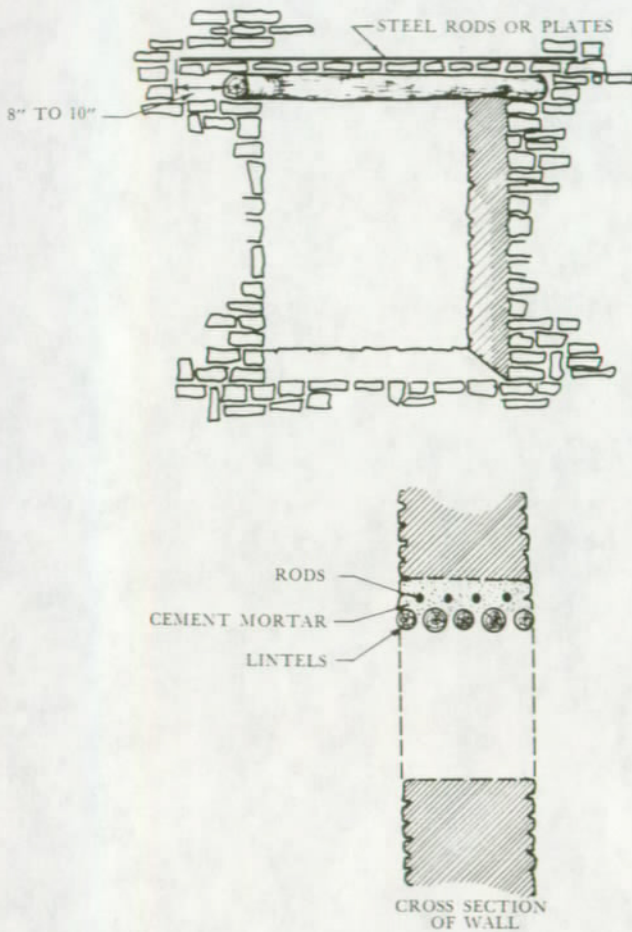 STEEL RODS OR PLATES
8" TO 10"
RODS
CEMENT MORTAR
LINTELS
CROSS SECTION
OF WALL